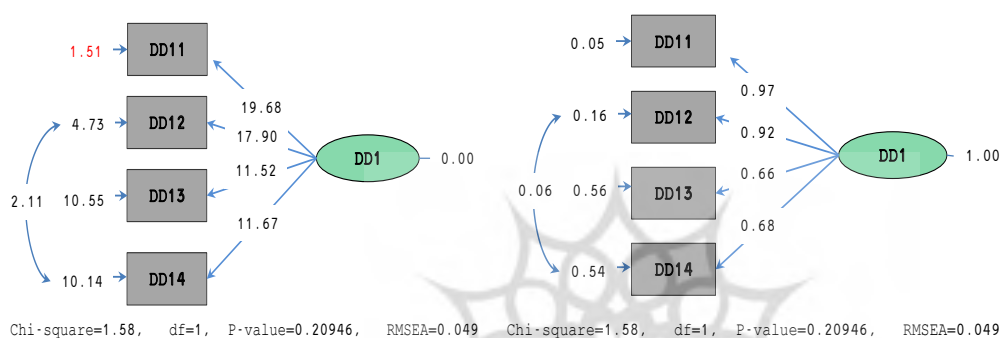 1.51 DD11
19.68
4.73 DD12
17.90
DD1 0.00
11.52
2.11 10.55 DD13
11.67
10.14 DD14
Chi-square=1.58, df=1, P-value=0.20946, RMSEA=0.049
0.05 DD11
0.97
0.16 DD12
0.92
DD1 1.00
0.66
0.06 0.56 DD13
0.68
0.54 DD14
Chi-square=1.58, df=1, P-value=0.20946, RMSEA=0.049